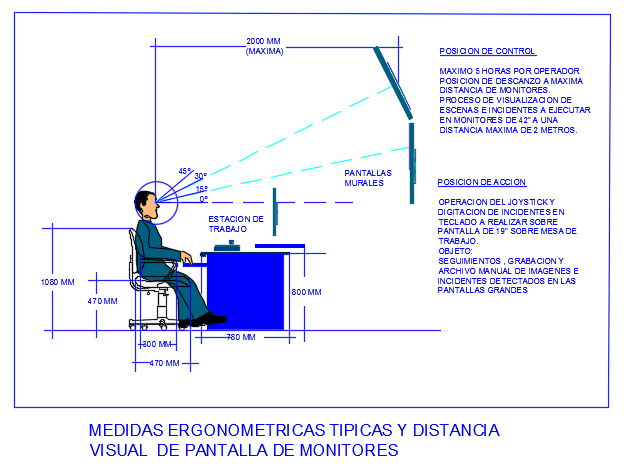 2000 MM
(MAXIMA)
POSICION DE CONTROL
MAXIMO 5 HORAS POR OPERADOR
POSICION DE DESCANZO A MAXIMA
DISTANCIA DE MONITORES.
PROCESO DE VISUALIZACION DE
ESCENAS E INCIDENTES A EJECUTAR
EN MONITORES DE 42" A UNA
DISTANCIA MAXIMA DE 2 METROS.
45°
30°
15°
0°
PANTALLAS
MURALES
POSICION DE ACCION
OPERACION DEL JOYSTICK Y
DIGITACION DE INCIDENTES EN
TECLADO A REALIZAR SOBRE
PANTALLA DE 19" SOBRE MESA DE
TRABAJO.
OBJETO:
SEGUIMIENTOS , GRABACION Y
ARCHIVO MANUAL DE IMAGENES E
INCIDENTES DETECTADOS EN LAS
PANTALLAS GRANDES
ESTACION DE
TRABAJO
1080 MM
470 MM
800 MM
300 MM
780 MM
470 MM
MEDIDAS ERGONOMETRICAS TIPICAS Y DISTANCIA
VISUAL DE PANTALLA DE MONITORES